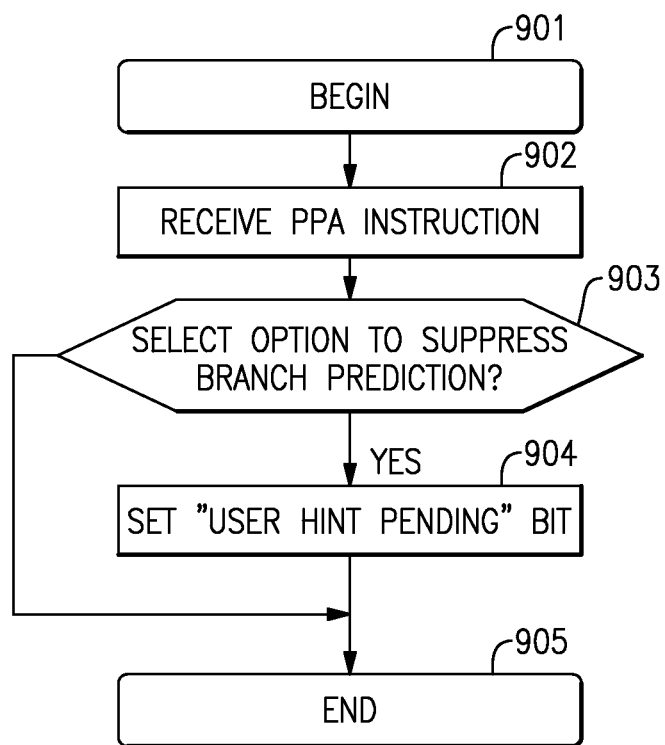 901
BEGIN
902
RECEIVE PPA INSTRUCTION
903
SELECT OPTION TO SUPPRESS
BRANCH PREDICTION?
YES
904
SET "USER HINT PENDING" BIT
905
END